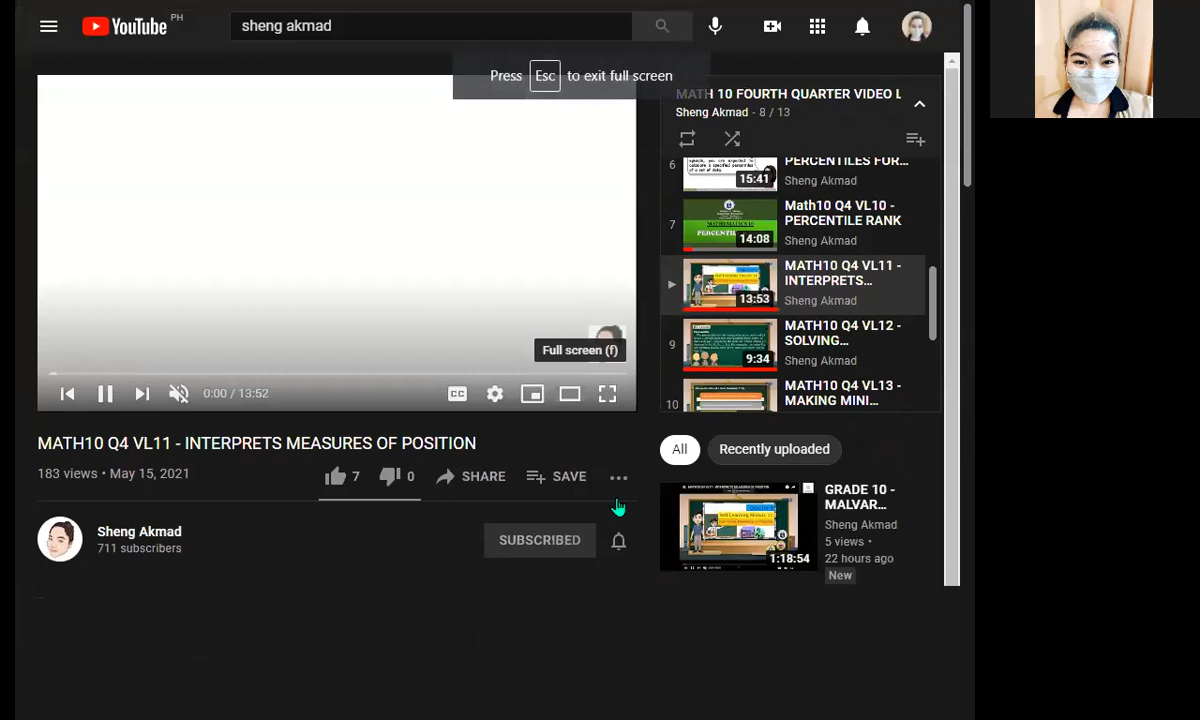 YouTube PH
sheng akmad
Press Esc to exit full screen
MATH 10 FOURTH QUARTER VIDEO L
Sheng Akmad - 8 / 13
6
15:41
PERCENTILES FOR...
Sheng Akmad
7
14:08
Math10 Q4 VL10 -
PERCENTILE RANK
Sheng Akmad
13:53
MATH10 Q4 VL11 -
INTERPRETS...
Sheng Akmad
9
9:34
MATH10 Q4 VL12 -
SOLVING...
Sheng Akmad
10
MATH10 Q4 VL13 -
MAKING MINI...
Full screen (f)
0:00 / 13:52
CC
MATH10 Q4 VL11 - INTERPRETS MEASURES OF POSITION
183 views • May 15, 2021
7
0
SHARE
SAVE
Sheng Akmad
711 subscribers
SUBSCRIBED
All
Recently uploaded
1:18:54
GRADE 10 -
MALVAR...
Sheng Akmad
5 views •
22 hours ago
New